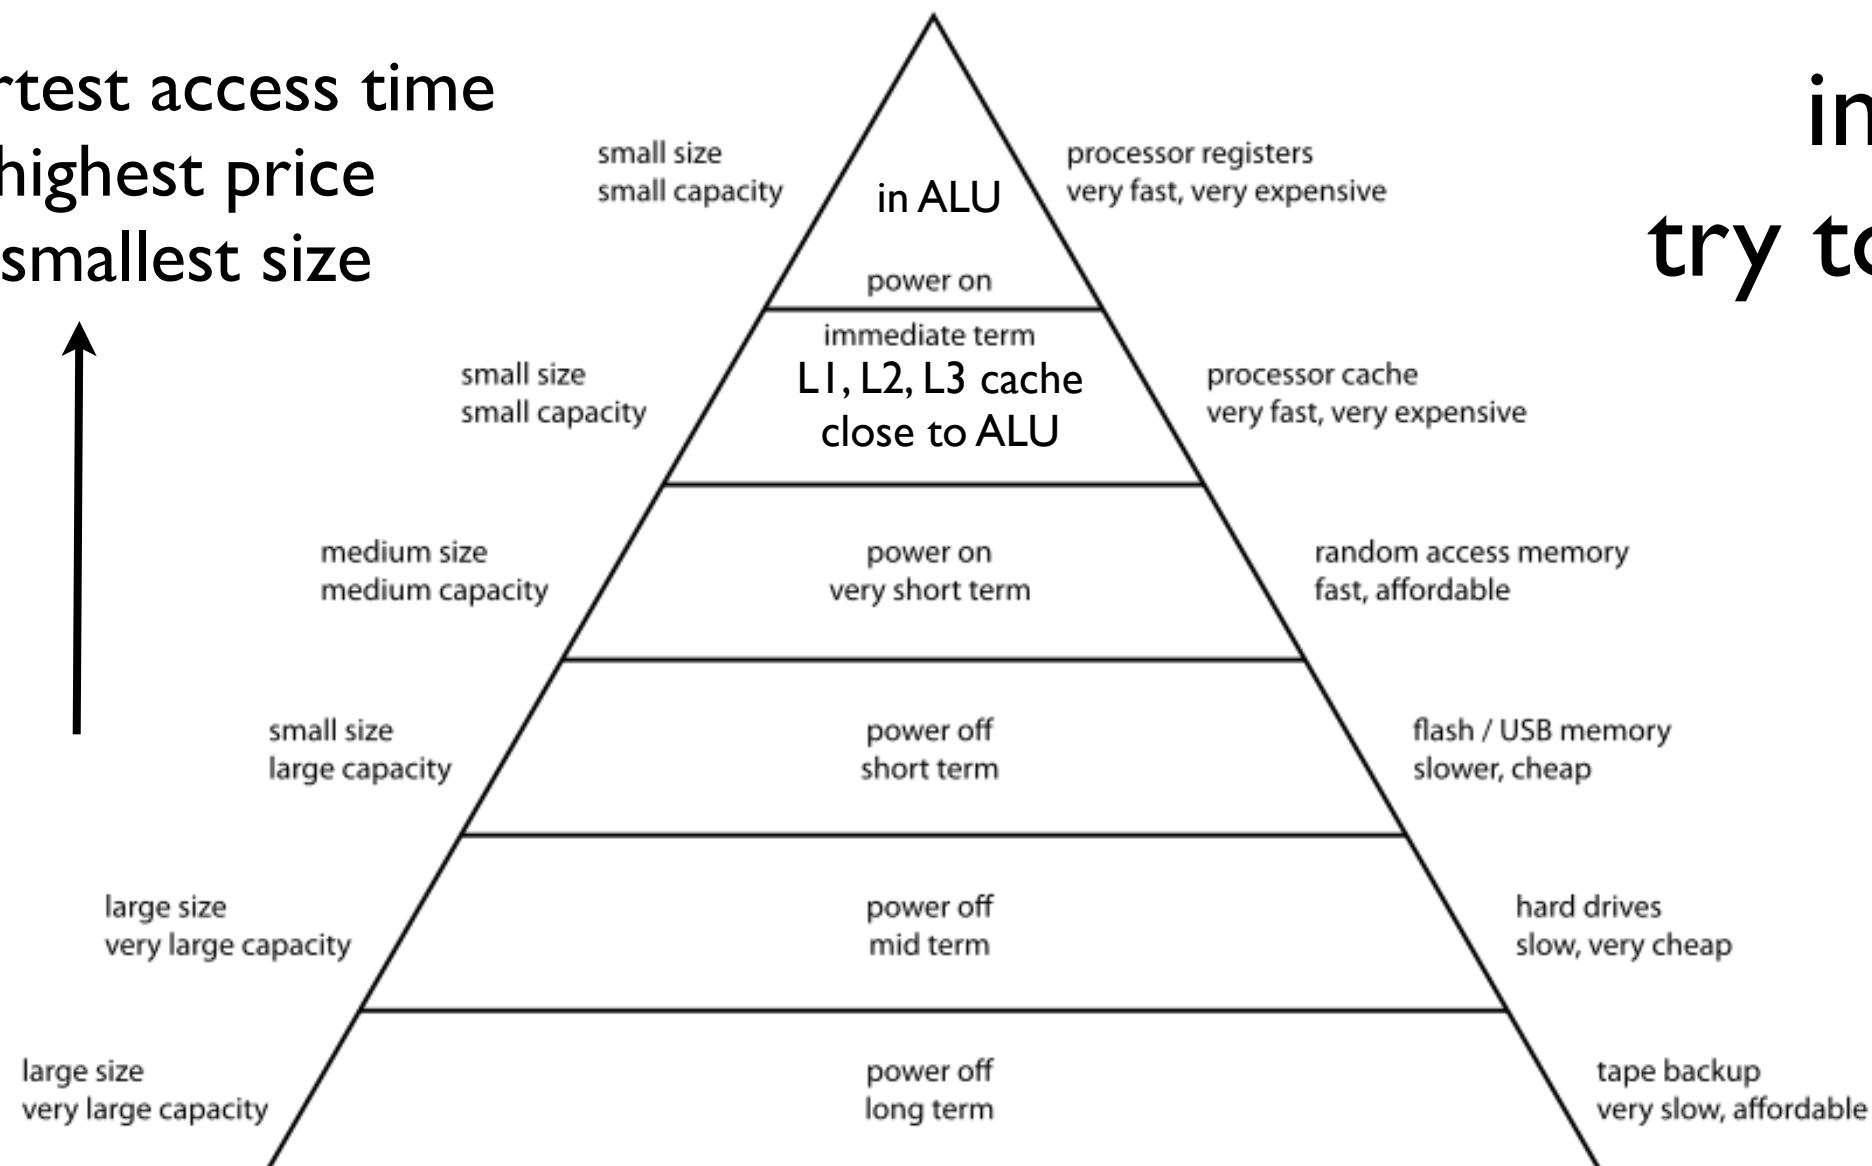 rtest access time
highest price
smallest size
in
try to
small size
small capacity
in ALU
power on
processor registers
very fast, very expensive
small size
small capacity
immediate term
L1, L2, L3 cache
close to ALU
processor cache
very fast, very expensive
medium size
medium capacity
power on
very short term
random access memory
fast, affordable
small size
large capacity
power off
short term
flash / USB memory
slower, cheap
large size
very large capacity
power off
mid term
hard drives
slow, very cheap
large size
very large capacity
power off
long term
tape backup
very slow, affordable